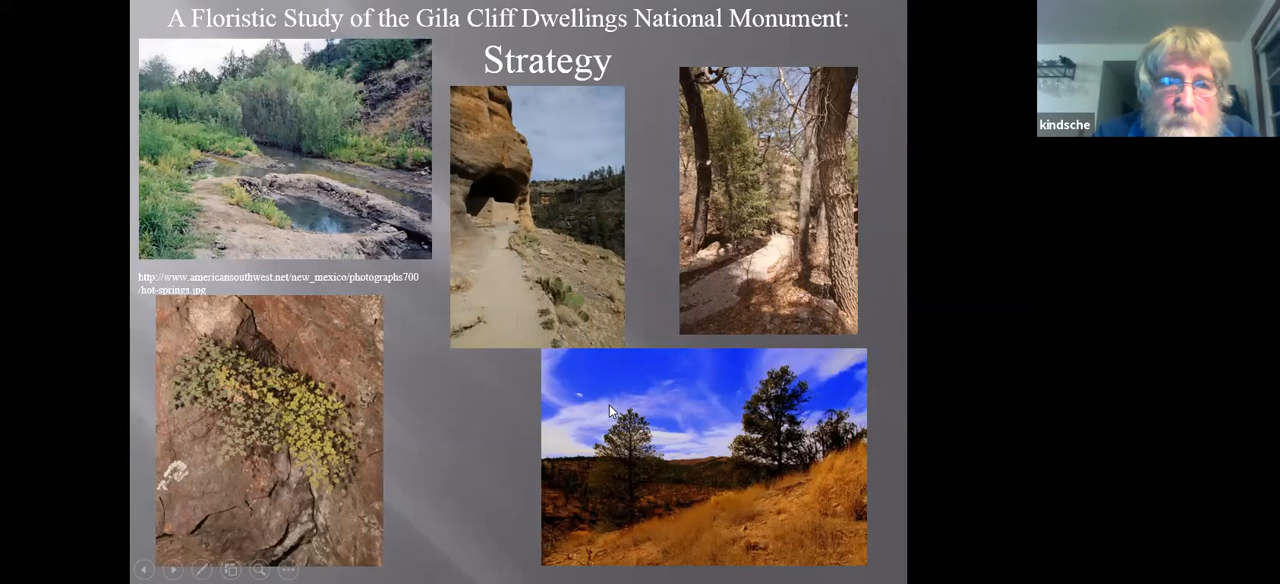 A Floristic Study of the Gila Cliff Dwellings National Monument:
Strategy
kindsche
http://www.americansouthwest.net/new_mexico/photographs700
/hot-springs.jpg